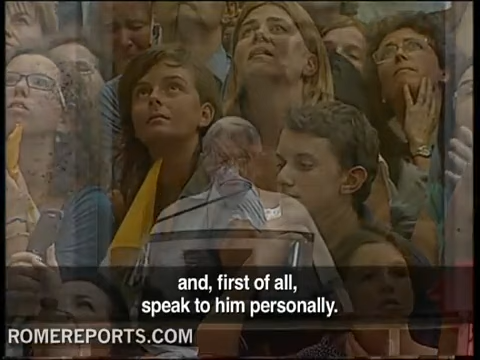 and, first of all,
speak to him personally.
ROMEREPORTS.COM